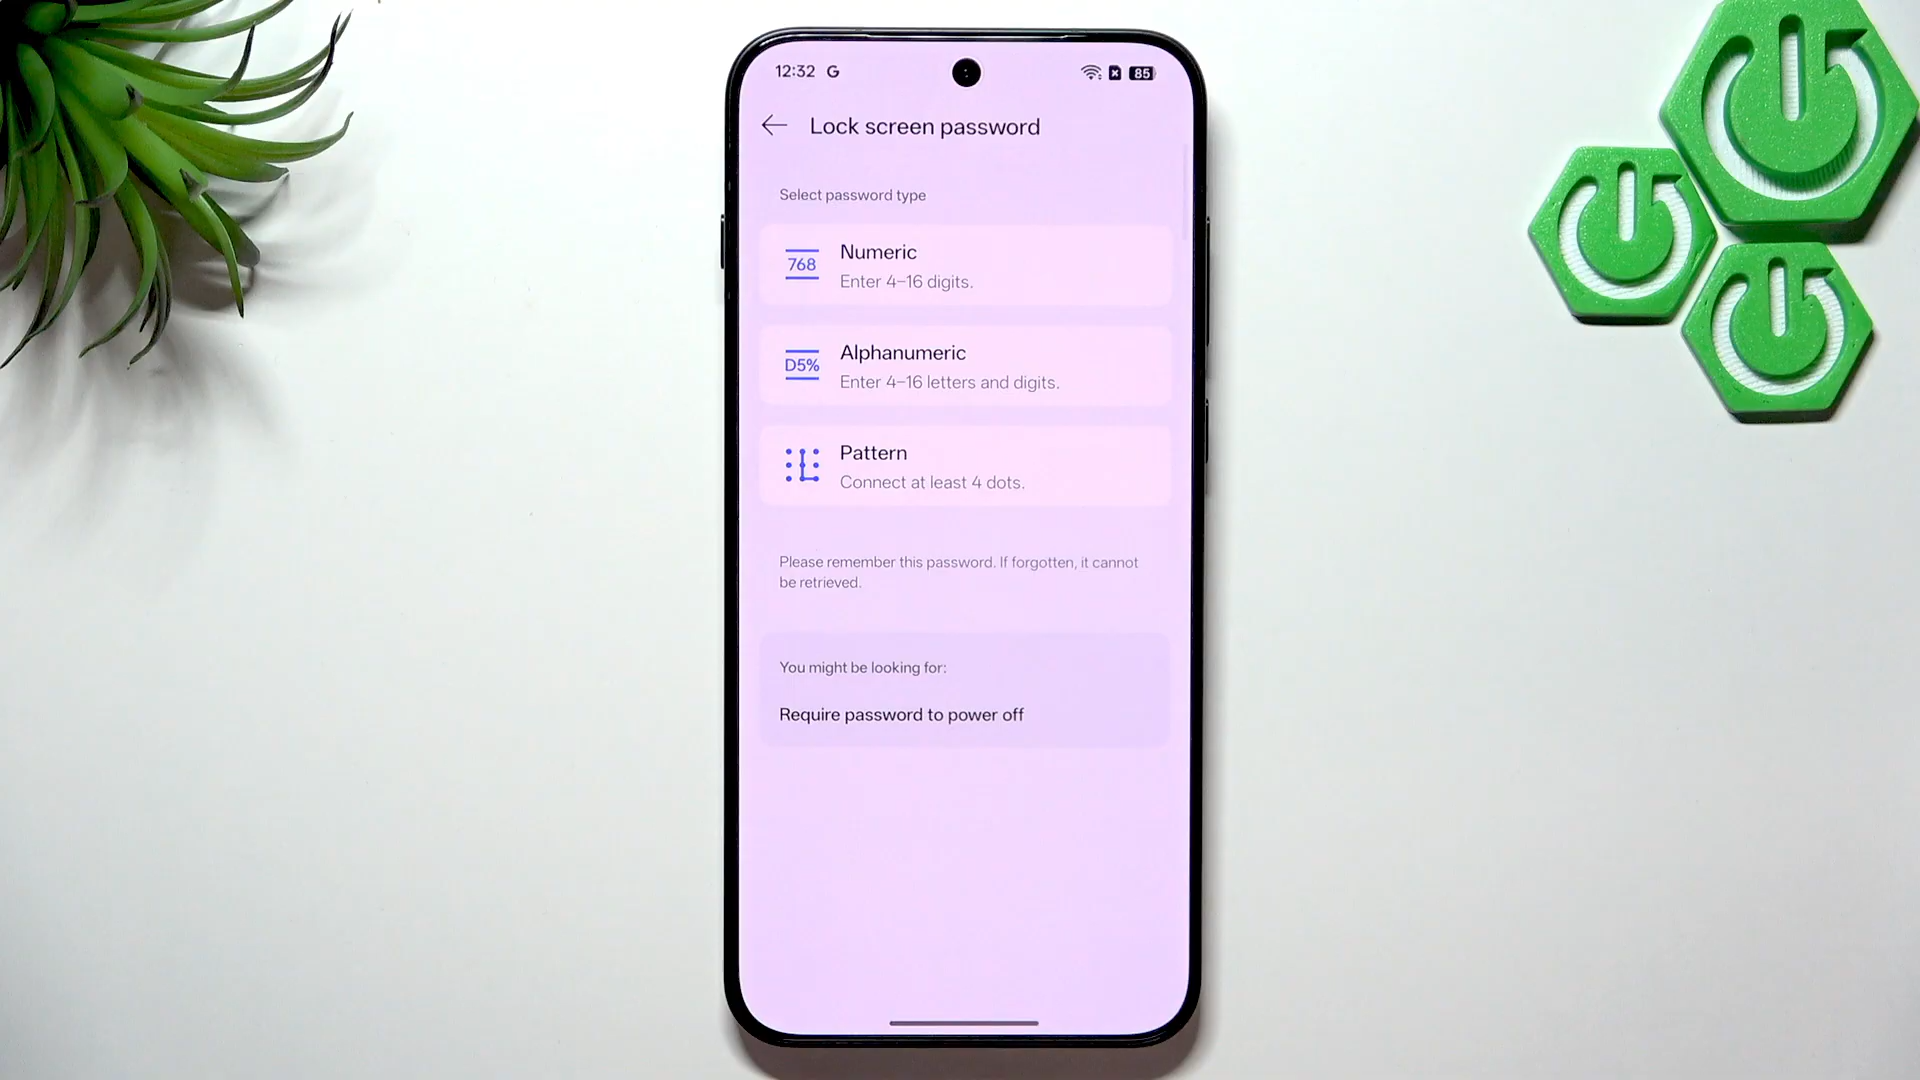 12:32 G 85
Lock screen password
Select password type
768
Numeric
Enter 4–16 digits.
D5%
Alphanumeric
Enter 4–16 letters and digits.
Pattern
Connect at least 4 dots.
Please remember this password. If forgotten, it cannot
be retrieved.
You might be looking for:
Require password to power off